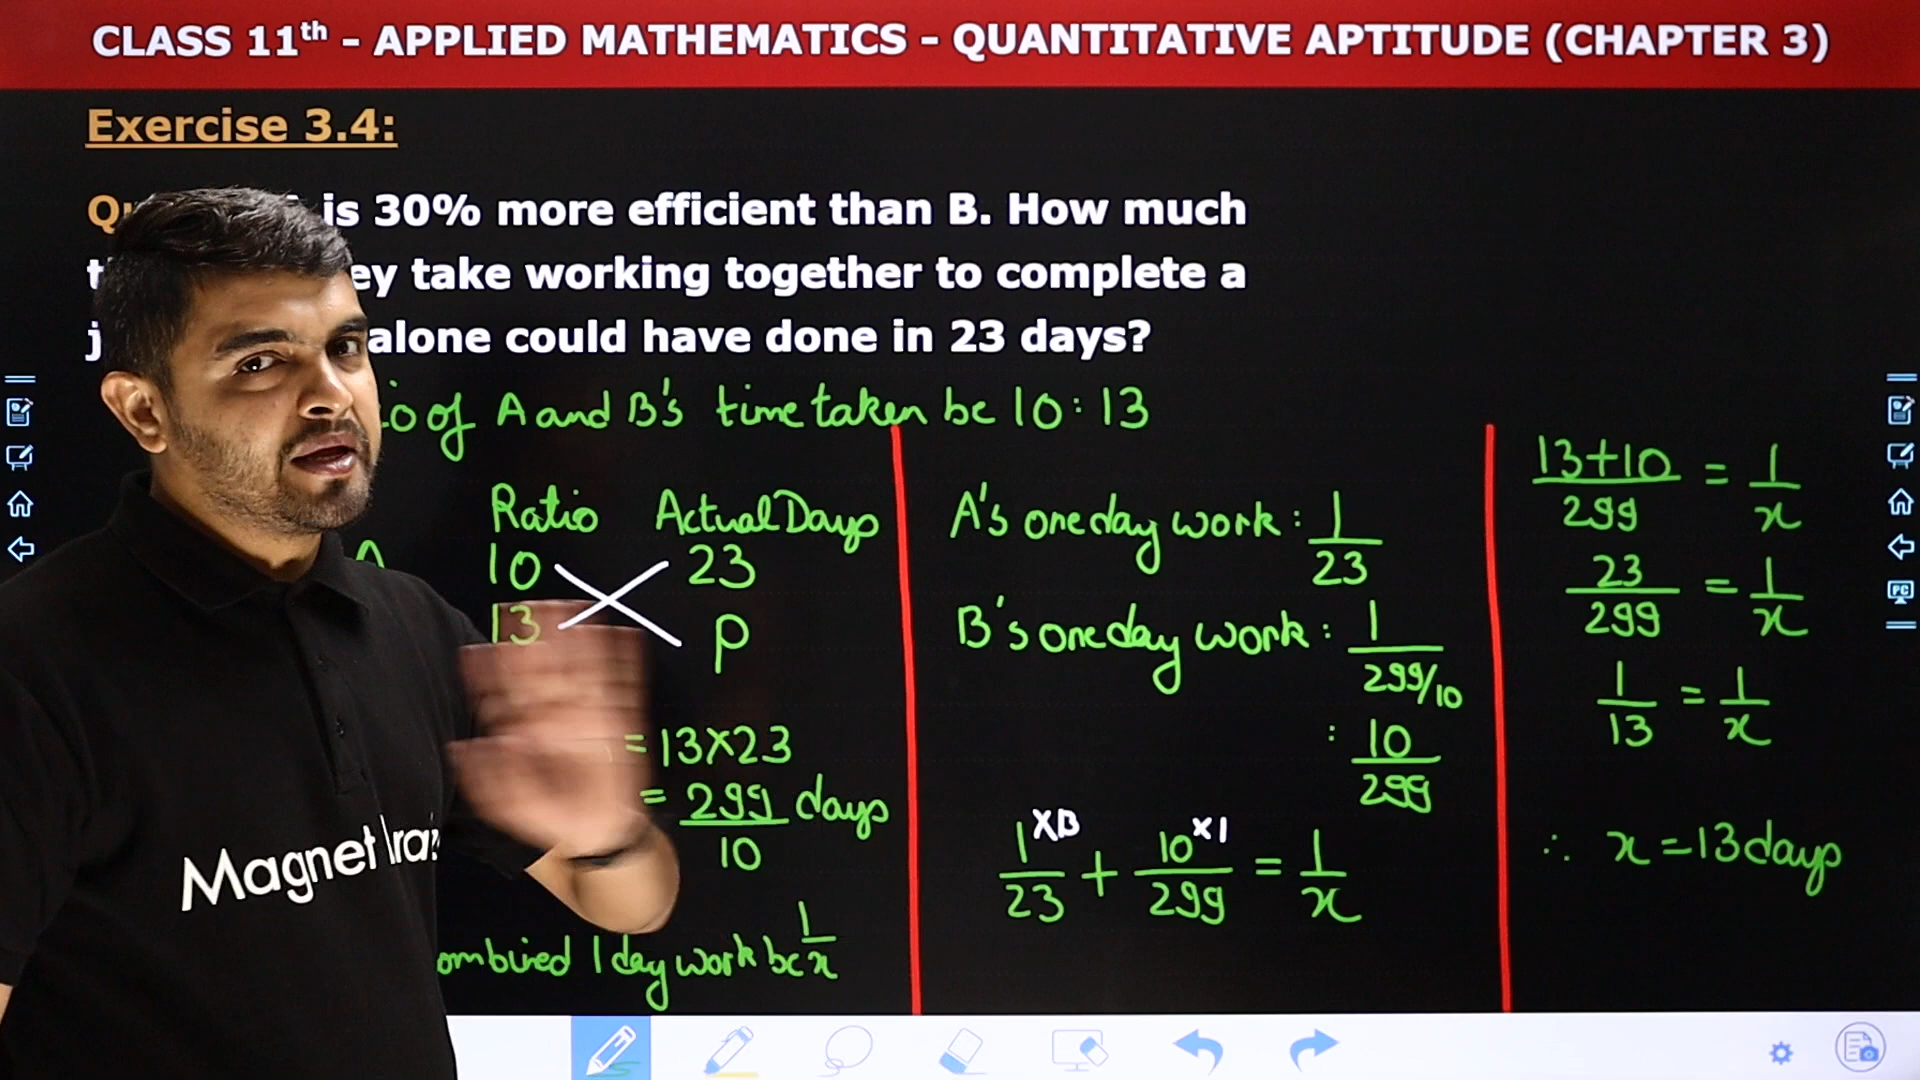 CLASS 11th - APPLIED MATHEMATICS - QUANTITATIVE APTITUDE (CHAPTER 3)
Exercise 3.4:
is 30% more efficient than B. How much
take working together to complete a
alone could have done in 23 days?
of A and B's time taken be 10 : 13
Ratio Actual Days
10 23
13 p
= 13×23
= 299/10 days
1 day work be 1/x
A's one day work : 1/23
B's one day work : 1/299/10
: 10/299
1/23 ×13 + 10/299 ×1 = 1/x
13+10/299 = 1/x
23/299 = 1/x
1/13 = 1/x
∴ x = 13 days
Magnet
PC